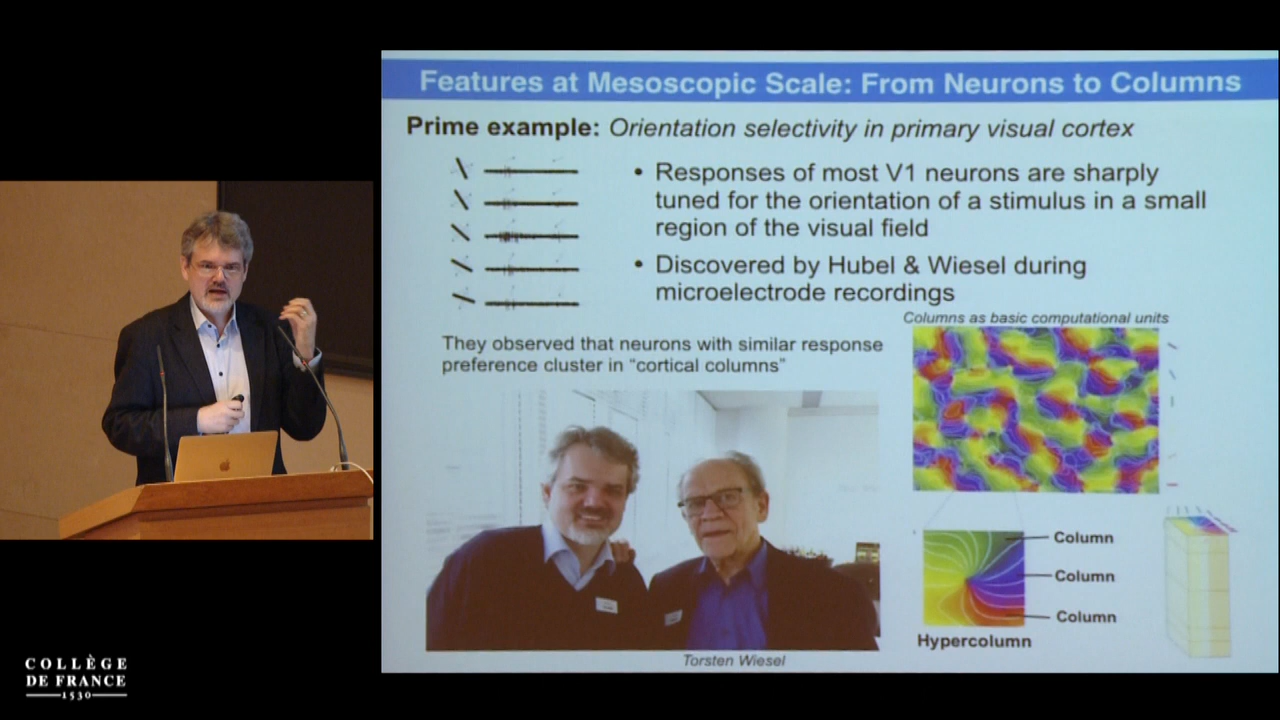 Features at Mesoscopic Scale: From Neurons to Columns
Prime example: Orientation selectivity in primary visual cortex
• Responses of most V1 neurons are sharply
tuned for the orientation of a stimulus in a small
region of the visual field
• Discovered by Hubel & Wiesel during
microelectrode recordings
Columns as basic computational units
They observed that neurons with similar response
preference cluster in “cortical columns”
Column
Column
Column
Hypercolumn
Torsten Wiesel
COLLÈGE
DE FRANCE
1530